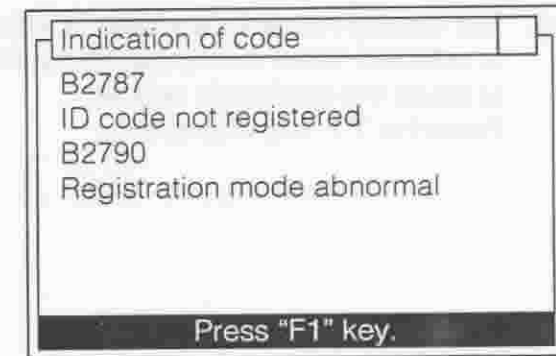 Indication of code
B2787
ID code not registered
B2790
Registration mode abnormal
Press "F1" key.